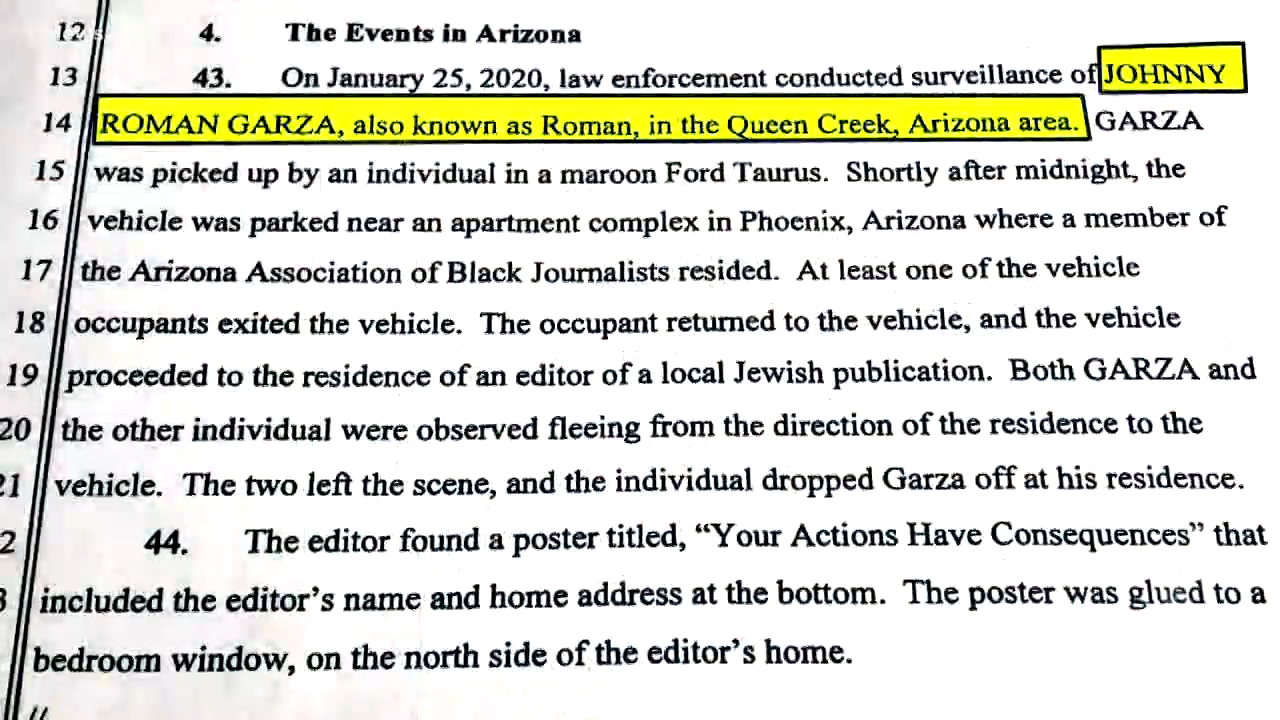 12 4. The Events in Arizona
13 43. On January 25, 2020, law enforcement conducted surveillance of JOHNNY
14 ROMAN GARZA, also known as Roman, in the Queen Creek, Arizona area. GARZA
15 was picked up by an individual in a maroon Ford Taurus. Shortly after midnight, the
16 vehicle was parked near an apartment complex in Phoenix, Arizona where a member of
17 the Arizona Association of Black Journalists resided. At least one of the vehicle
18 occupants exited the vehicle. The occupant returned to the vehicle, and the vehicle
19 proceeded to the residence of an editor of a local Jewish publication. Both GARZA and
20 the other individual were observed fleeing from the direction of the residence to the
21 vehicle. The two left the scene, and the individual dropped Garza off at his residence.
2 44. The editor found a poster titled, “Your Actions Have Consequences” that
3 included the editor’s name and home address at the bottom. The poster was glued to a
bedroom window, on the north side of the editor’s home.
//